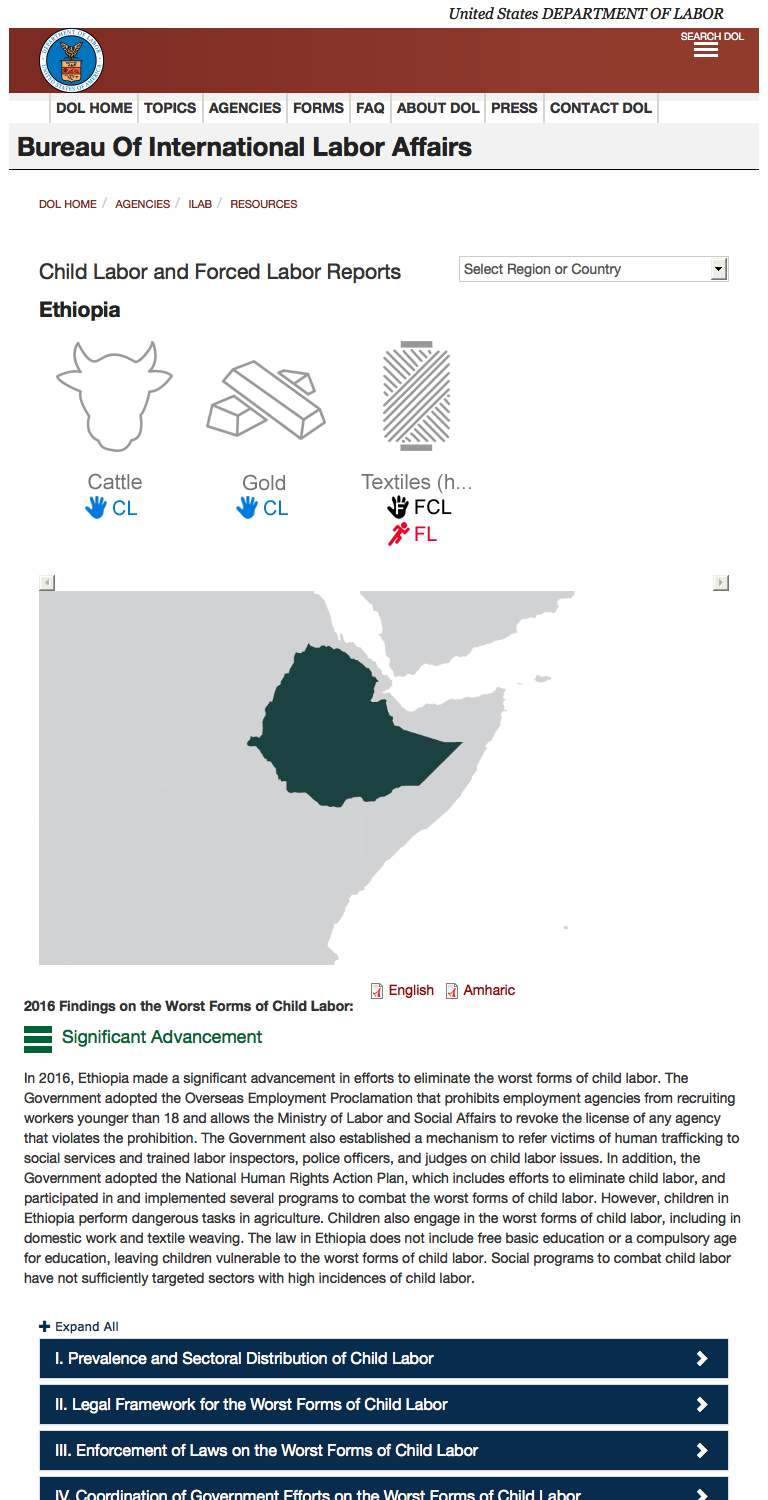 United States DEPARTMENT OF LABOR
SEARCH DOL
DOL HOME TOPICS AGENCIES FORMS FAQ ABOUT DOL PRESS CONTACT DOL
Bureau Of International Labor Affairs
DOL HOME / AGENCIES / ILAB / RESOURCES
Child Labor and Forced Labor Reports
Select Region or Country
Ethiopia
Cattle
CL
Gold
CL
Textiles (h...
FCL
FL
English Amharic
2016 Findings on the Worst Forms of Child Labor:
Significant Advancement
In 2016, Ethiopia made a significant advancement in efforts to eliminate the worst forms of child labor. The
Government adopted the Overseas Employment Proclamation that prohibits employment agencies from recruiting
workers younger than 18 and allows the Ministry of Labor and Social Affairs to revoke the license of any agency
that violates the prohibition. The Government also established a mechanism to refer victims of human trafficking to
social services and trained labor inspectors, police officers, and judges on child labor issues. In addition, the
Government adopted the National Human Rights Action Plan, which includes efforts to eliminate child labor, and
participated in and implemented several programs to combat the worst forms of child labor. However, children in
Ethiopia perform dangerous tasks in agriculture. Children also engage in the worst forms of child labor, including in
domestic work and textile weaving. The law in Ethiopia does not include free basic education or a compulsory age
for education, leaving children vulnerable to the worst forms of child labor. Social programs to combat child labor
have not sufficiently targeted sectors with high incidences of child labor.
Expand All
I. Prevalence and Sectoral Distribution of Child Labor
II. Legal Framework for the Worst Forms of Child Labor
III. Enforcement of Laws on the Worst Forms of Child Labor
IV. Coordination of Government Efforts on the Worst Forms of Child Labor